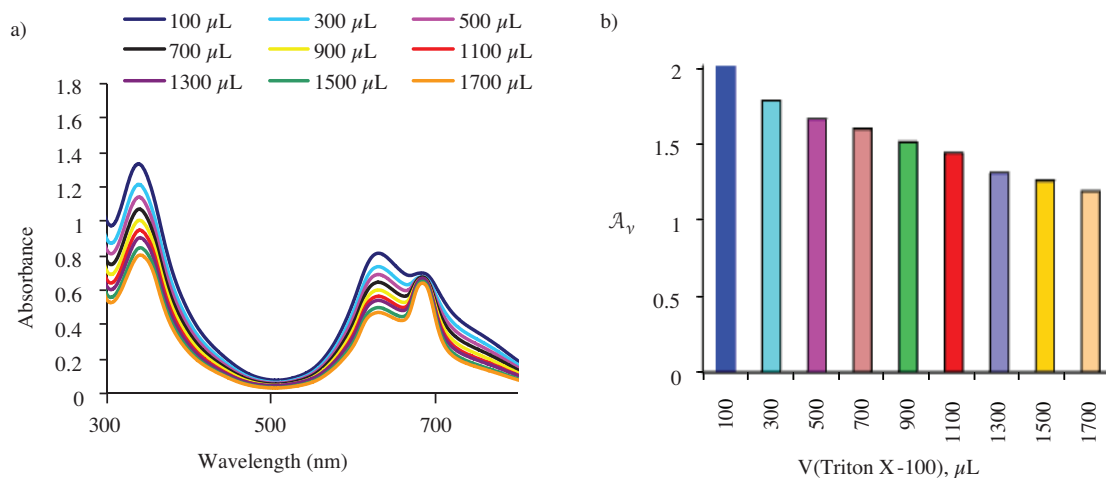 a)
100 µL 300 µL 500 µL
700 µL 900 µL 1100 µL
1300 µL 1500 µL 1700 µL
1.8
1.6
1.4
1.2
1
0.8
0.6
0.4
0.2
0
Absorbance
300 500 700
Wavelength (nm)
b)
2
1.5
1
0.5
0
𝒜ᵥ
100 300 500 700 900 1100 1300 1500 1700
V(Triton X-100), µL